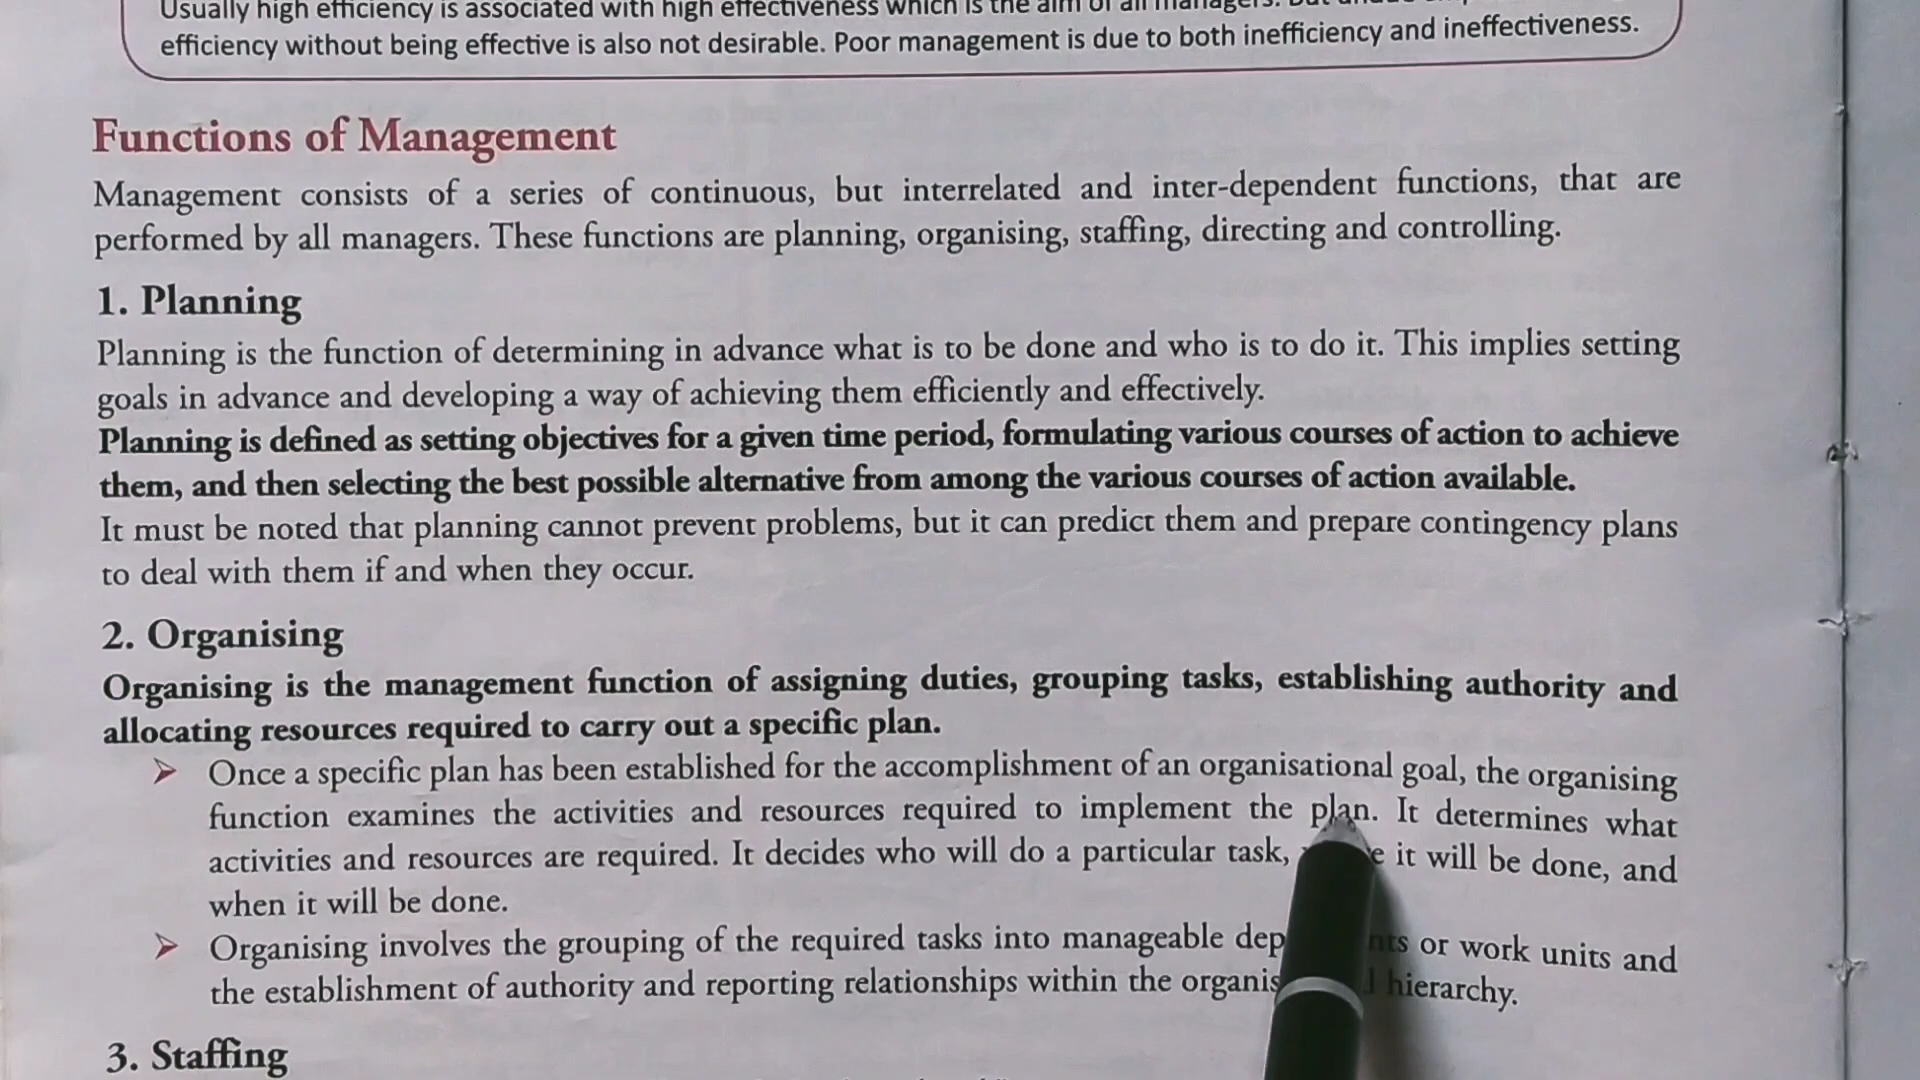 Usually high efficiency is associated with high effectiveness which is the aim of all managers. But
efficiency without being effective is also not desirable. Poor management is due to both inefficiency and ineffectiveness.
Functions of Management
Management consists of a series of continuous, but interrelated and inter-dependent functions, that are
performed by all managers. These functions are planning, organising, staffing, directing and controlling.
1. Planning
Planning is the function of determining in advance what is to be done and who is to do it. This implies setting
goals in advance and developing a way of achieving them efficiently and effectively.
Planning is defined as setting objectives for a given time period, formulating various courses of action to achieve
them, and then selecting the best possible alternative from among the various courses of action available.
It must be noted that planning cannot prevent problems, but it can predict them and prepare contingency plans
to deal with them if and when they occur.
2. Organising
Organising is the management function of assigning duties, grouping tasks, establishing authority and
allocating resources required to carry out a specific plan.
➢ Once a specific plan has been established for the accomplishment of an organisational goal, the organising
function examines the activities and resources required to implement the plan. It determines what
activities and resources are required. It decides who will do a particular task, it will be done, and
when it will be done.
➢ Organising involves the grouping of the required tasks into manageable or work units and
the establishment of authority and reporting relationships within the hierarchy.
3. Staffing